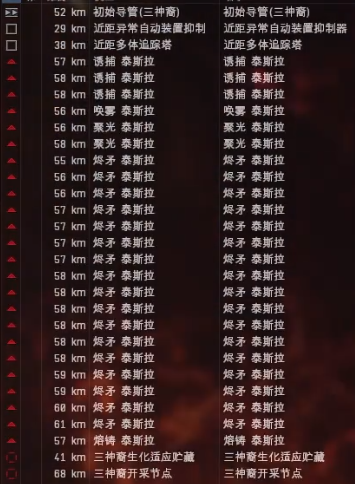 52 km 初始导管(三神裔) 初始导管(三神裔)
29 km 近距异常自动装置抑制 近距异常自动装置抑制器
38 km 近距多体追踪塔 近距多体追踪塔
57 km 诱捕 泰斯拉 诱捕 泰斯拉
58 km 诱捕 泰斯拉 诱捕 泰斯拉
58 km 诱捕 泰斯拉 诱捕 泰斯拉
56 km 唤雾 泰斯拉 唤雾 泰斯拉
56 km 聚光 泰斯拉 聚光 泰斯拉
58 km 聚光 泰斯拉 聚光 泰斯拉
55 km 烬矛 泰斯拉 烬矛 泰斯拉
56 km 烬矛 泰斯拉 烬矛 泰斯拉
56 km 烬矛 泰斯拉 烬矛 泰斯拉
57 km 烬矛 泰斯拉 烬矛 泰斯拉
57 km 烬矛 泰斯拉 烬矛 泰斯拉
57 km 烬矛 泰斯拉 烬矛 泰斯拉
57 km 烬矛 泰斯拉 烬矛 泰斯拉
58 km 烬矛 泰斯拉 烬矛 泰斯拉
58 km 烬矛 泰斯拉 烬矛 泰斯拉
58 km 烬矛 泰斯拉 烬矛 泰斯拉
58 km 烬矛 泰斯拉 烬矛 泰斯拉
58 km 烬矛 泰斯拉 烬矛 泰斯拉
58 km 烬矛 泰斯拉 烬矛 泰斯拉
59 km 烬矛 泰斯拉 烬矛 泰斯拉
59 km 烬矛 泰斯拉 烬矛 泰斯拉
60 km 烬矛 泰斯拉 烬矛 泰斯拉
61 km 烬矛 泰斯拉 烬矛 泰斯拉
57 km 熔铸 泰斯拉 熔铸 泰斯拉
41 km 三神裔生化适应贮藏 三神裔生化适应贮藏
68 km 三神裔开采节点 三神裔开采节点